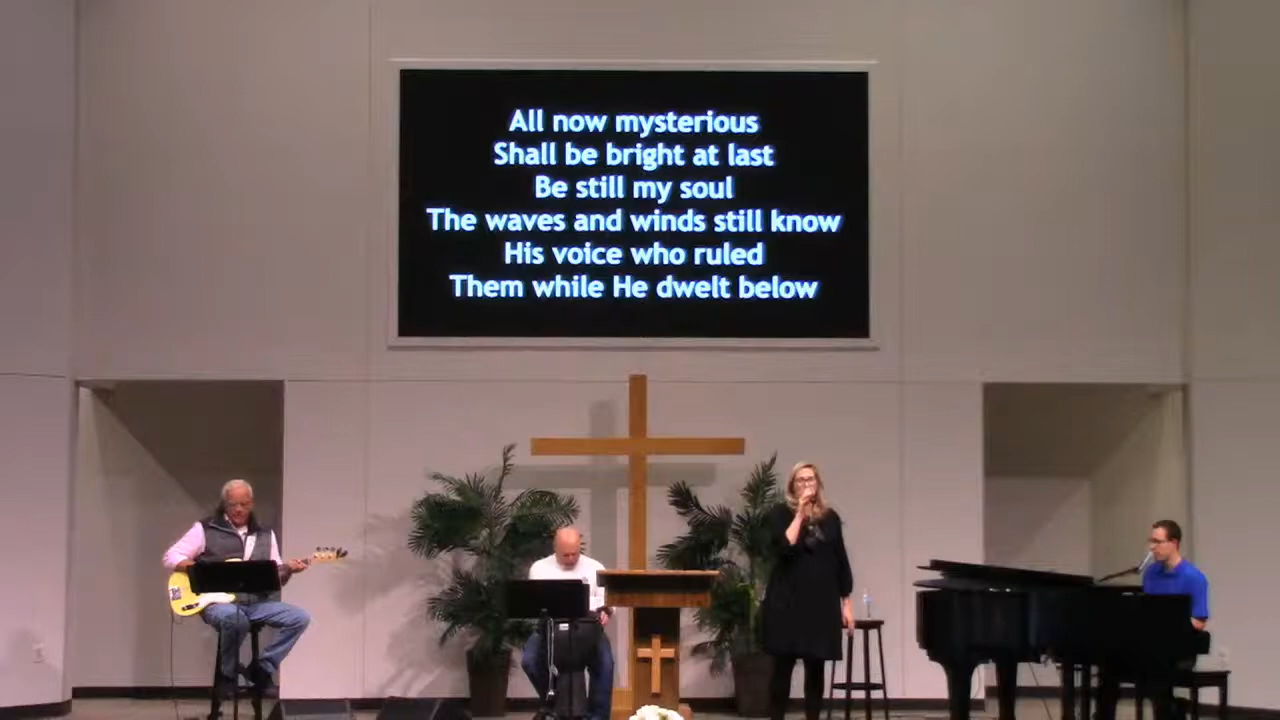 All now mysterious
Shall be bright at last
Be still my soul
The waves and winds still know
His voice who ruled
Them while He dwelt below